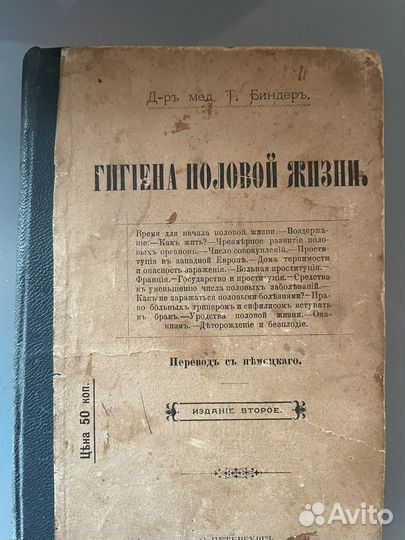 Д-ръ мед. Т. Биндеръ.
ГИГІЕНА ПОЛОВОЙ ЖИЗНИ.
Время для начала половой жизни.—Воздержа-
ніе:—Какъ жить?—Чрезмѣрное развитіе поло-
выхъ органовъ.—Число совокупленій.—Прости-
туція въ западной Европѣ.—Дома терпимости
и опасность зараженія.—Вольная проституція.—
Франція.—Государство и проституція.—Средства
къ уменьшенію числа половыхъ заболѣваній.—
Какъ не заражаться половыми болѣзнями?—Пра-
во больныхъ триперомъ и сифилисомъ вступать
въ бракъ.—Уродства половой жизни.—Она-
низмъ.—Дѣторожденіе и безплодіе.
Переводъ съ нѣмецкаго.
ИЗДАНІЕ ВТОРОЕ.
Цѣна 50 коп.
С.-ПЕТЕРБУРГЪ
Avito